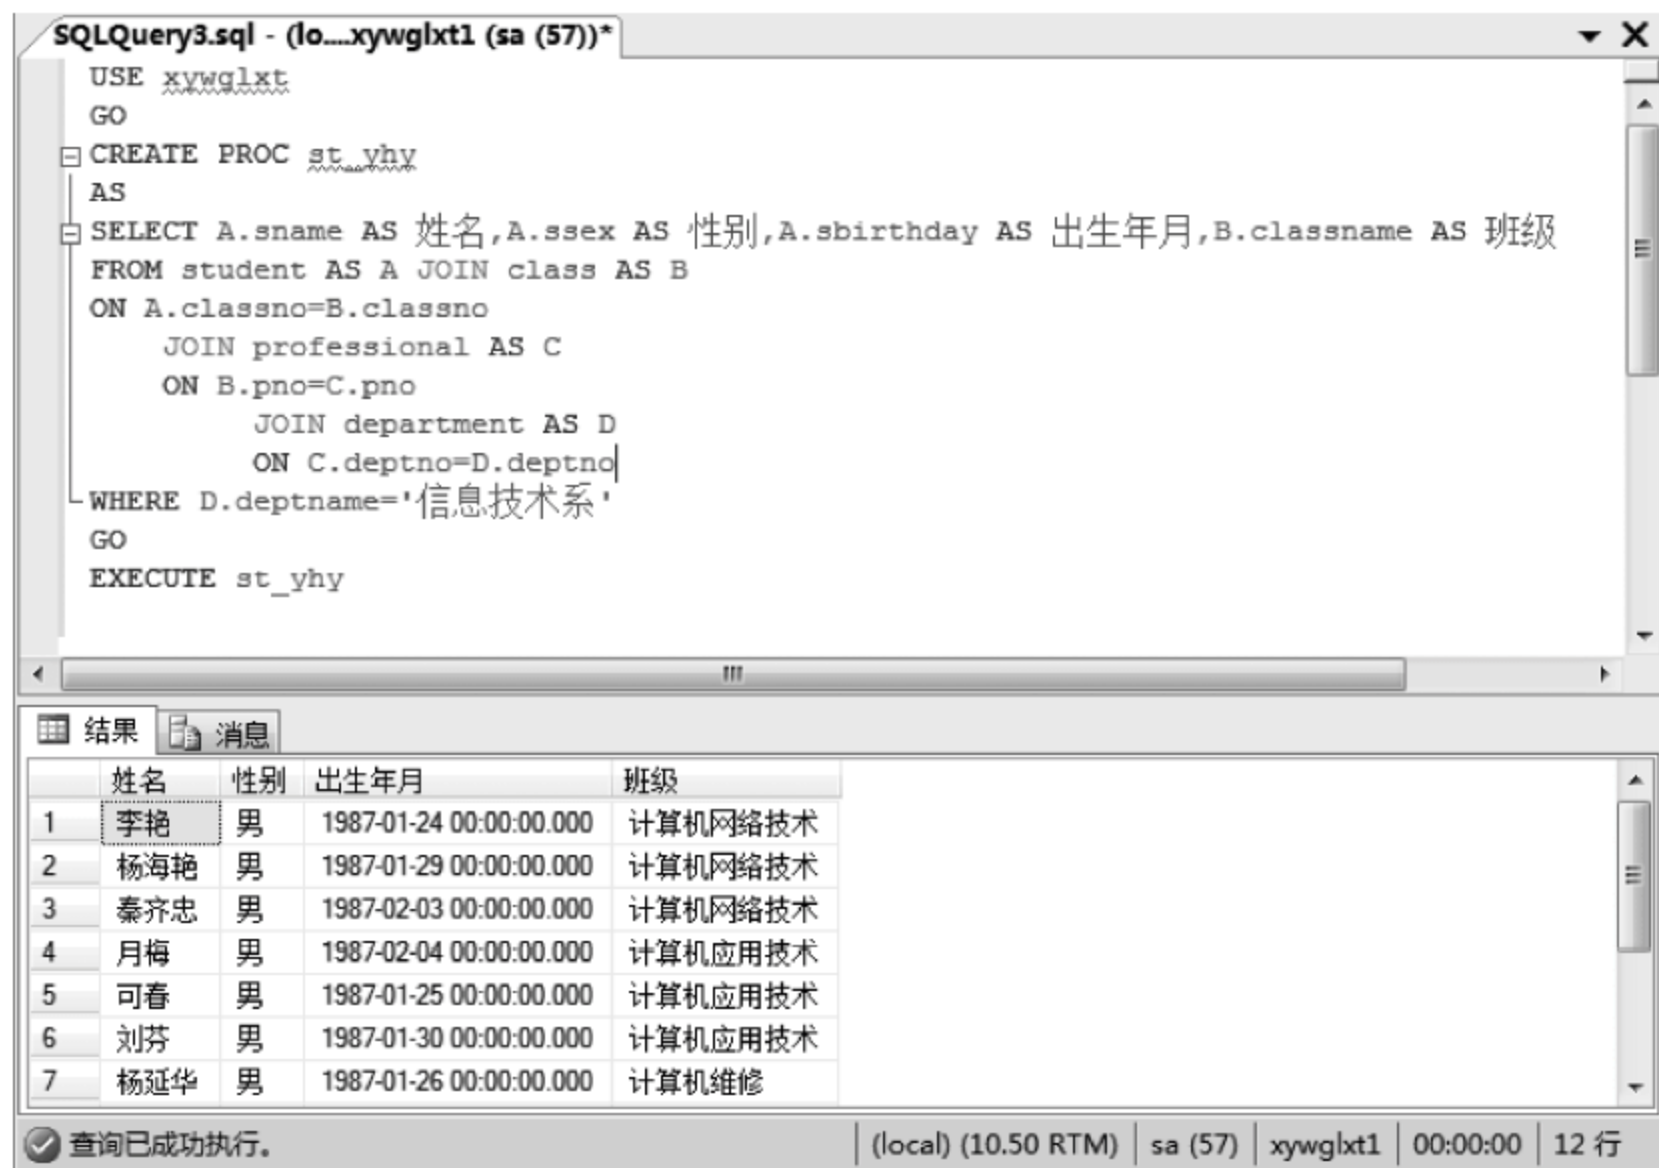 SQLQuery3.sql - (lo....xywglxt1 (sa (57))*
USE xywglxt
GO
CREATE PROC st_yhy
AS
SELECT A.sname AS 姓名,A.ssex AS 性别,A.sbirthday AS 出生年月,B.classname AS 班级
FROM student AS A JOIN class AS B
ON A.classno=B.classno
JOIN professional AS C
ON B.pno=C.pno
JOIN department AS D
ON C.deptno=D.deptno
WHERE D.deptname='信息技术系'
GO
EXECUTE st_yhy
结果 消息
姓名 性别 出生年月 班级
1 李艳 男 1987-01-24 00:00:00.000 计算机网络技术
2 杨海艳 男 1987-01-29 00:00:00.000 计算机网络技术
3 秦齐忠 男 1987-02-03 00:00:00.000 计算机网络技术
4 月梅 男 1987-02-04 00:00:00.000 计算机应用技术
5 可春 男 1987-01-25 00:00:00.000 计算机应用技术
6 刘芬 男 1987-01-30 00:00:00.000 计算机应用技术
7 杨延华 男 1987-01-26 00:00:00.000 计算机维修
查询已成功执行。 (local) (10.50 RTM) sa (57) xywglxt1 00:00:00 12 行